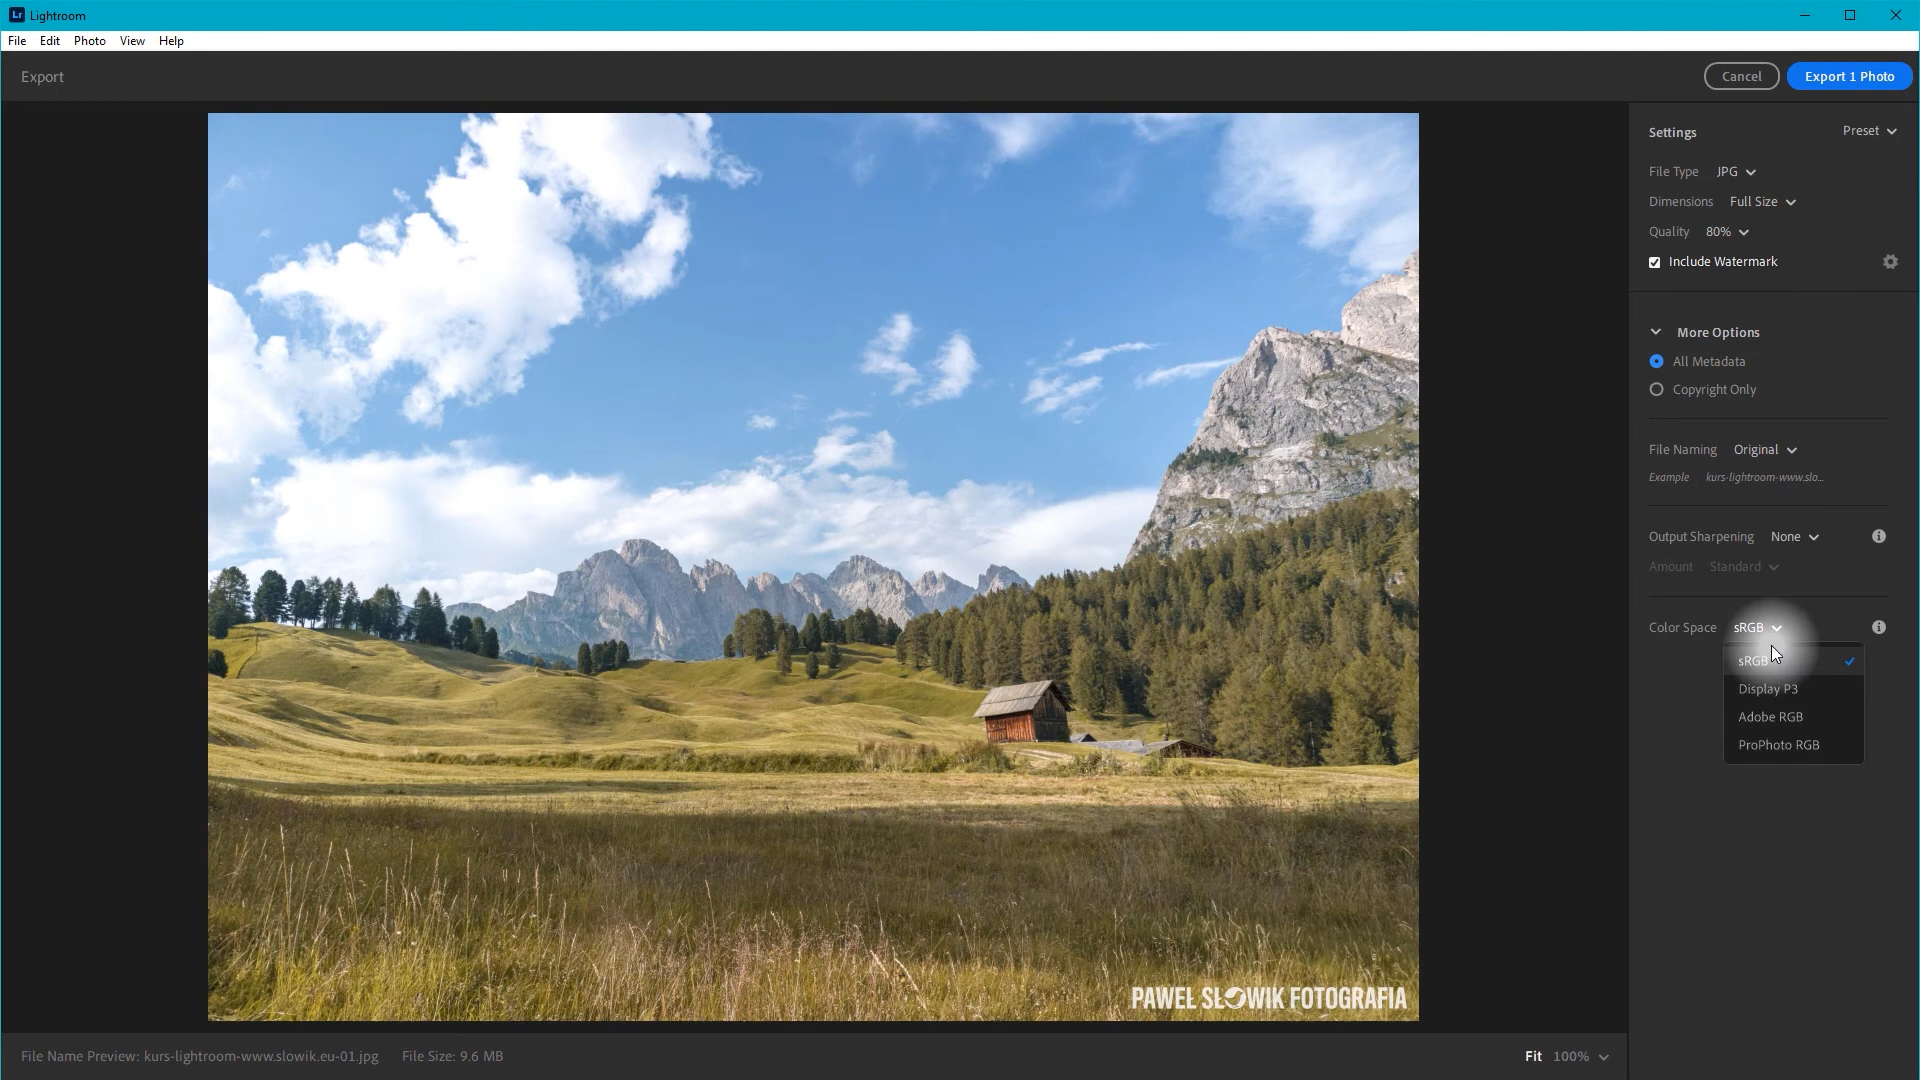 Lr Lightroom
File Edit Photo View Help
Export
Cancel Export 1 Photo
Settings Preset
File Type JPG
Dimensions Full Size
Quality 80%
Include Watermark
More Options
All Metadata
Copyright Only
File Naming Original
Example kurs-lightroom-www.slo...
Output Sharpening None
Amount Standard
Color Space sRGB
sRGB
Display P3
Adobe RGB
ProPhoto RGB
PAWEŁ SŁOWIK FOTOGRAFIA
File Name Preview: kurs-lightroom-www.slowik.eu-01.jpg File Size: 9.6 MB
Fit 100%